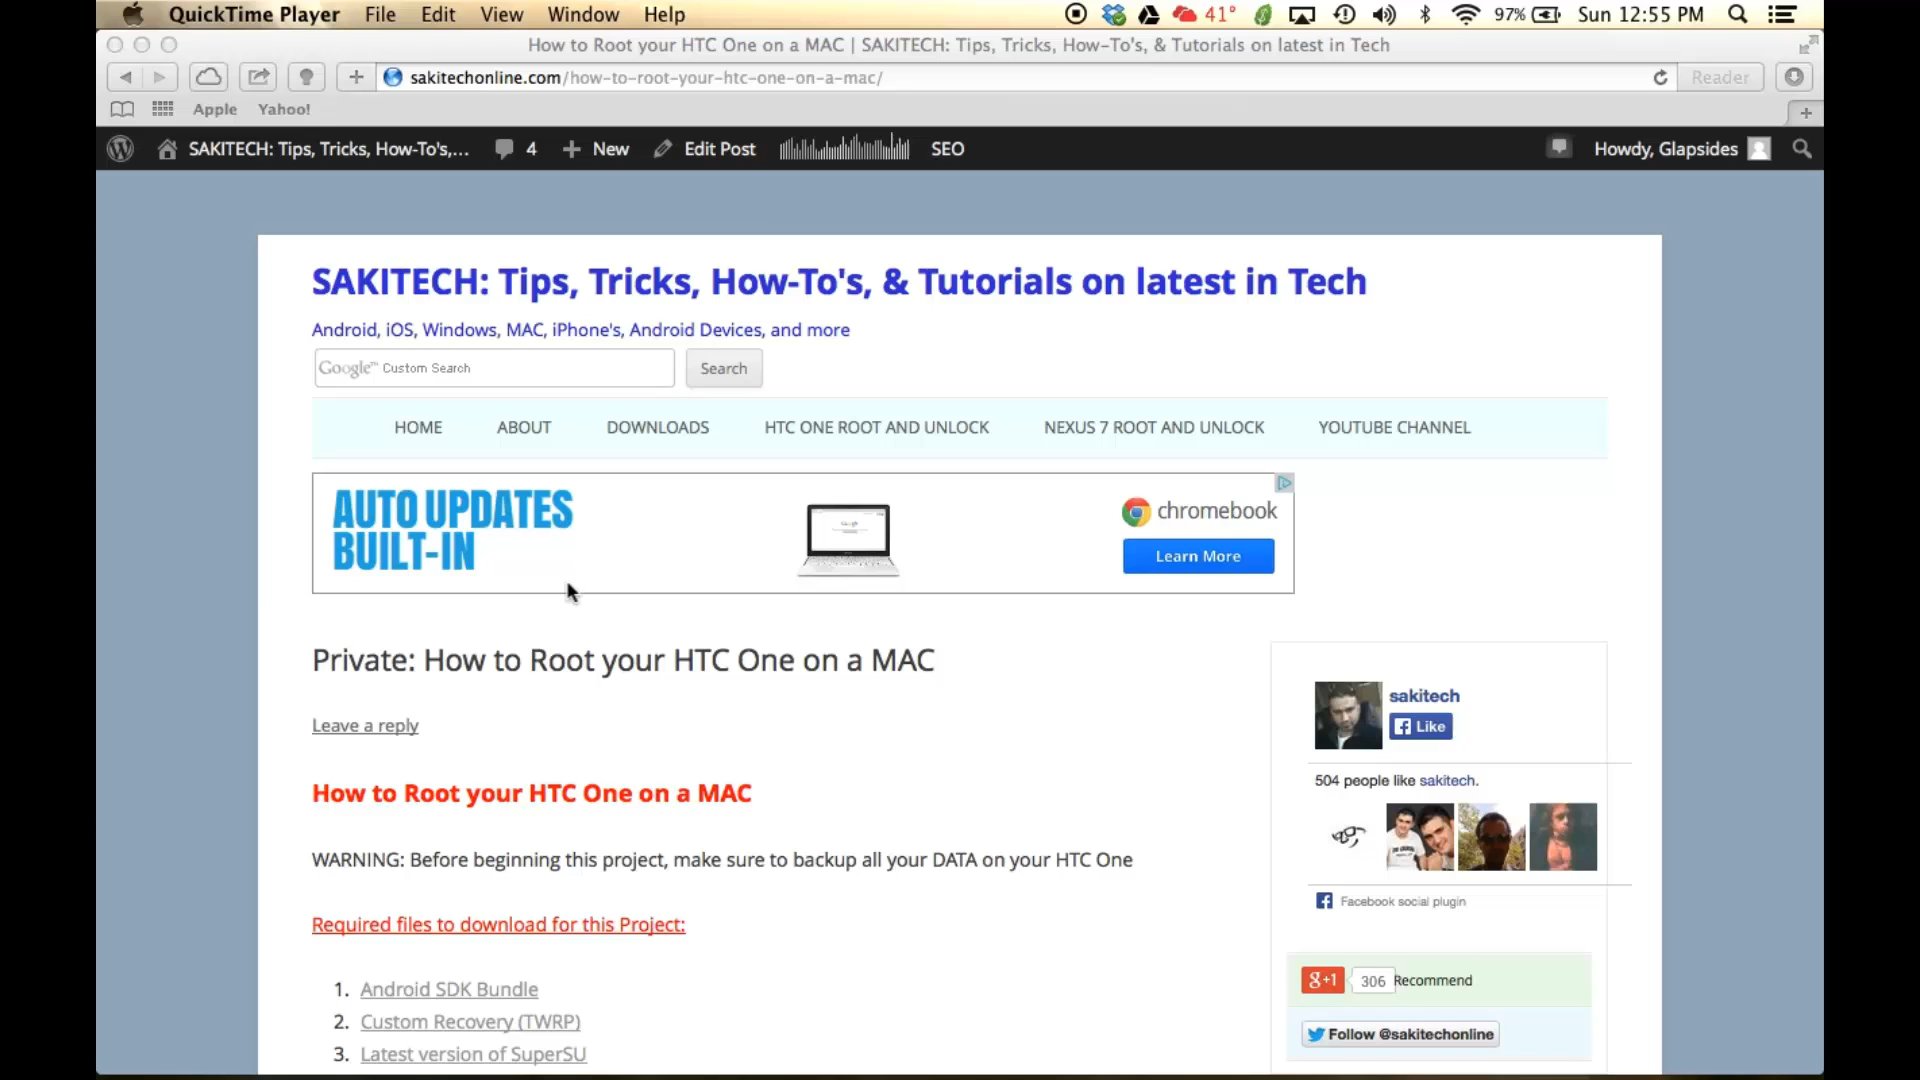 QuickTime Player File Edit View Window Help 41° 97% Sun 12:55 PM
How to Root your HTC One on a MAC | SAKITECH: Tips, Tricks, How-To's, & Tutorials on latest in Tech
sakitechonline.com/how-to-root-your-htc-one-on-a-mac/ Reader
Apple Yahoo!
SAKITECH: Tips, Tricks, How-To's,... 4 + New Edit Post SEO Howdy, Glapsides
SAKITECH: Tips, Tricks, How-To's, & Tutorials on latest in Tech
Android, iOS, Windows, MAC, iPhone's, Android Devices, and more
Google™ Custom Search Search
HOME ABOUT DOWNLOADS HTC ONE ROOT AND UNLOCK NEXUS 7 ROOT AND UNLOCK YOUTUBE CHANNEL
AUTO UPDATES
BUILT-IN
chromebook
Learn More
Private: How to Root your HTC One on a MAC
Leave a reply
How to Root your HTC One on a MAC
WARNING: Before beginning this project, make sure to backup all your DATA on your HTC One
Required files to download for this Project:
1. Android SDK Bundle
2. Custom Recovery (TWRP)
3. Latest version of SuperSU
sakitech
Like
504 people like sakitech.
Facebook social plugin
g+1 306 Recommend
Follow @sakitechonline